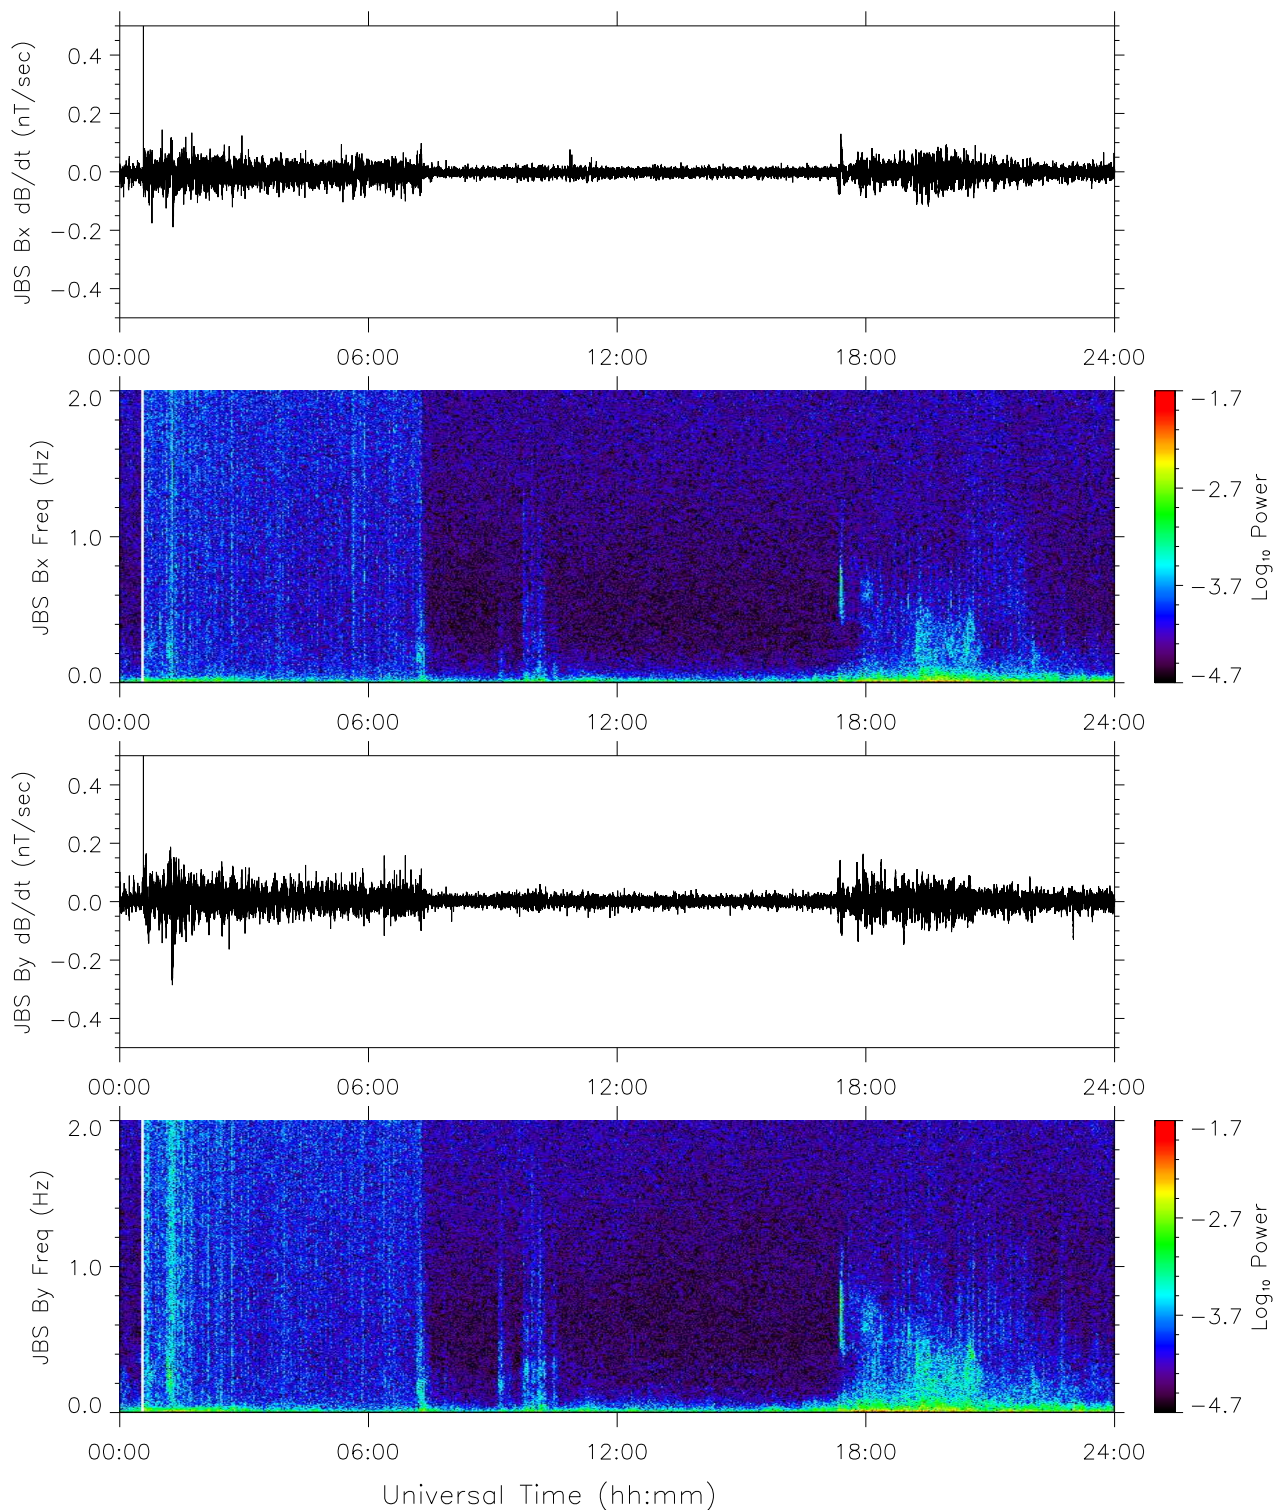 JBS Bx dB/dt (nT/sec)
0.4
0.2
0.0
−0.2
−0.4
00:00 06:00 12:00 18:00 24:00
JBS Bx Freq (Hz)
2.0
1.0
0.0
−1.7
−2.7
−3.7
−4.7
Log₁₀ Power
00:00 06:00 12:00 18:00 24:00
JBS By dB/dt (nT/sec)
0.4
0.2
0.0
−0.2
−0.4
00:00 06:00 12:00 18:00 24:00
JBS By Freq (Hz)
2.0
1.0
0.0
−1.7
−2.7
−3.7
−4.7
Log₁₀ Power
00:00 06:00 12:00 18:00 24:00
Universal Time (hh:mm)